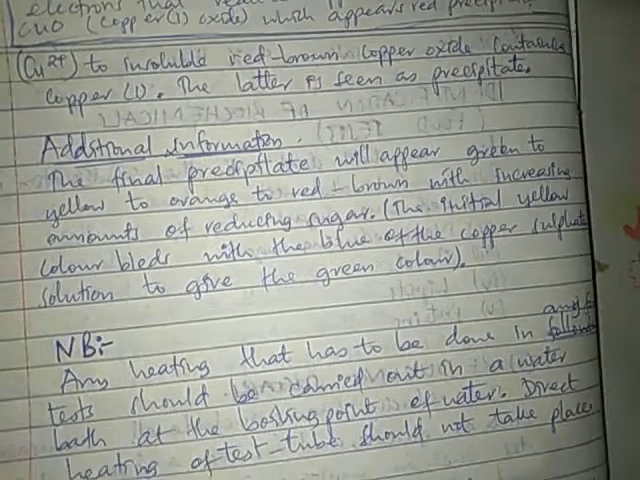 electrons that
CuO (Copper (I) oxide) which appears red precipi
(Cu2+) to insoluble red-brown copper oxide containing
copper (I). The latter is seen as precipitate.
Additional Information.
The final precipitate will appear green to
yellow to orange to red-brown with increasing
amounts of reducing sugar. (The initial yellow
colour bleds with the blue of the copper sulphate
solution to give the green colour).
NB:-
Any heating that has to be done in any
tests should be carried out in a water
bath at the boiling point of water. Direct
heating of test-tube should not take place